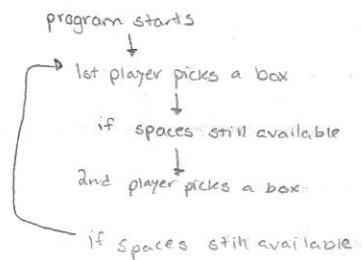 program starts
1st player picks a box
if spaces still available
2nd player picks a box
if spaces still available